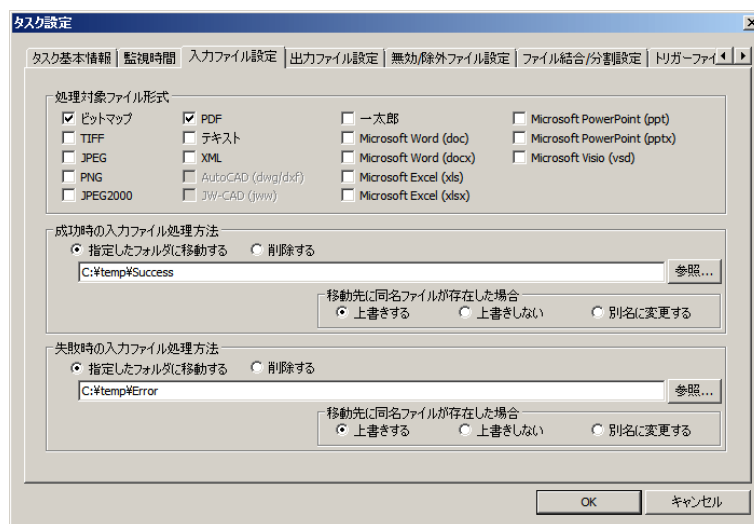 タスク設定
タスク基本情報 監視時間 入力ファイル設定 出力ファイル設定 無効/除外ファイル設定 ファイル結合/分割設定 トリガーファイ
処理対象ファイル形式
ビットマップ PDF 一太郎 Microsoft PowerPoint (ppt)
TIFF テキスト Microsoft Word (doc) Microsoft PowerPoint (pptx)
JPEG XML Microsoft Word (docx) Microsoft Visio (vsd)
PNG AutoCAD (dwg/dxf) Microsoft Excel (xls)
JPEG2000 JW-CAD (jww) Microsoft Excel (xlsx)
成功時の入力ファイル処理方法
指定したフォルダに移動する 削除する
C:¥temp¥Success 参照...
移動先に同名ファイルが存在した場合
上書きする 上書きしない 別名に変更する
失敗時の入力ファイル処理方法
指定したフォルダに移動する 削除する
C:¥temp¥Error 参照...
移動先に同名ファイルが存在した場合
上書きする 上書きしない 別名に変更する
OK キャンセル